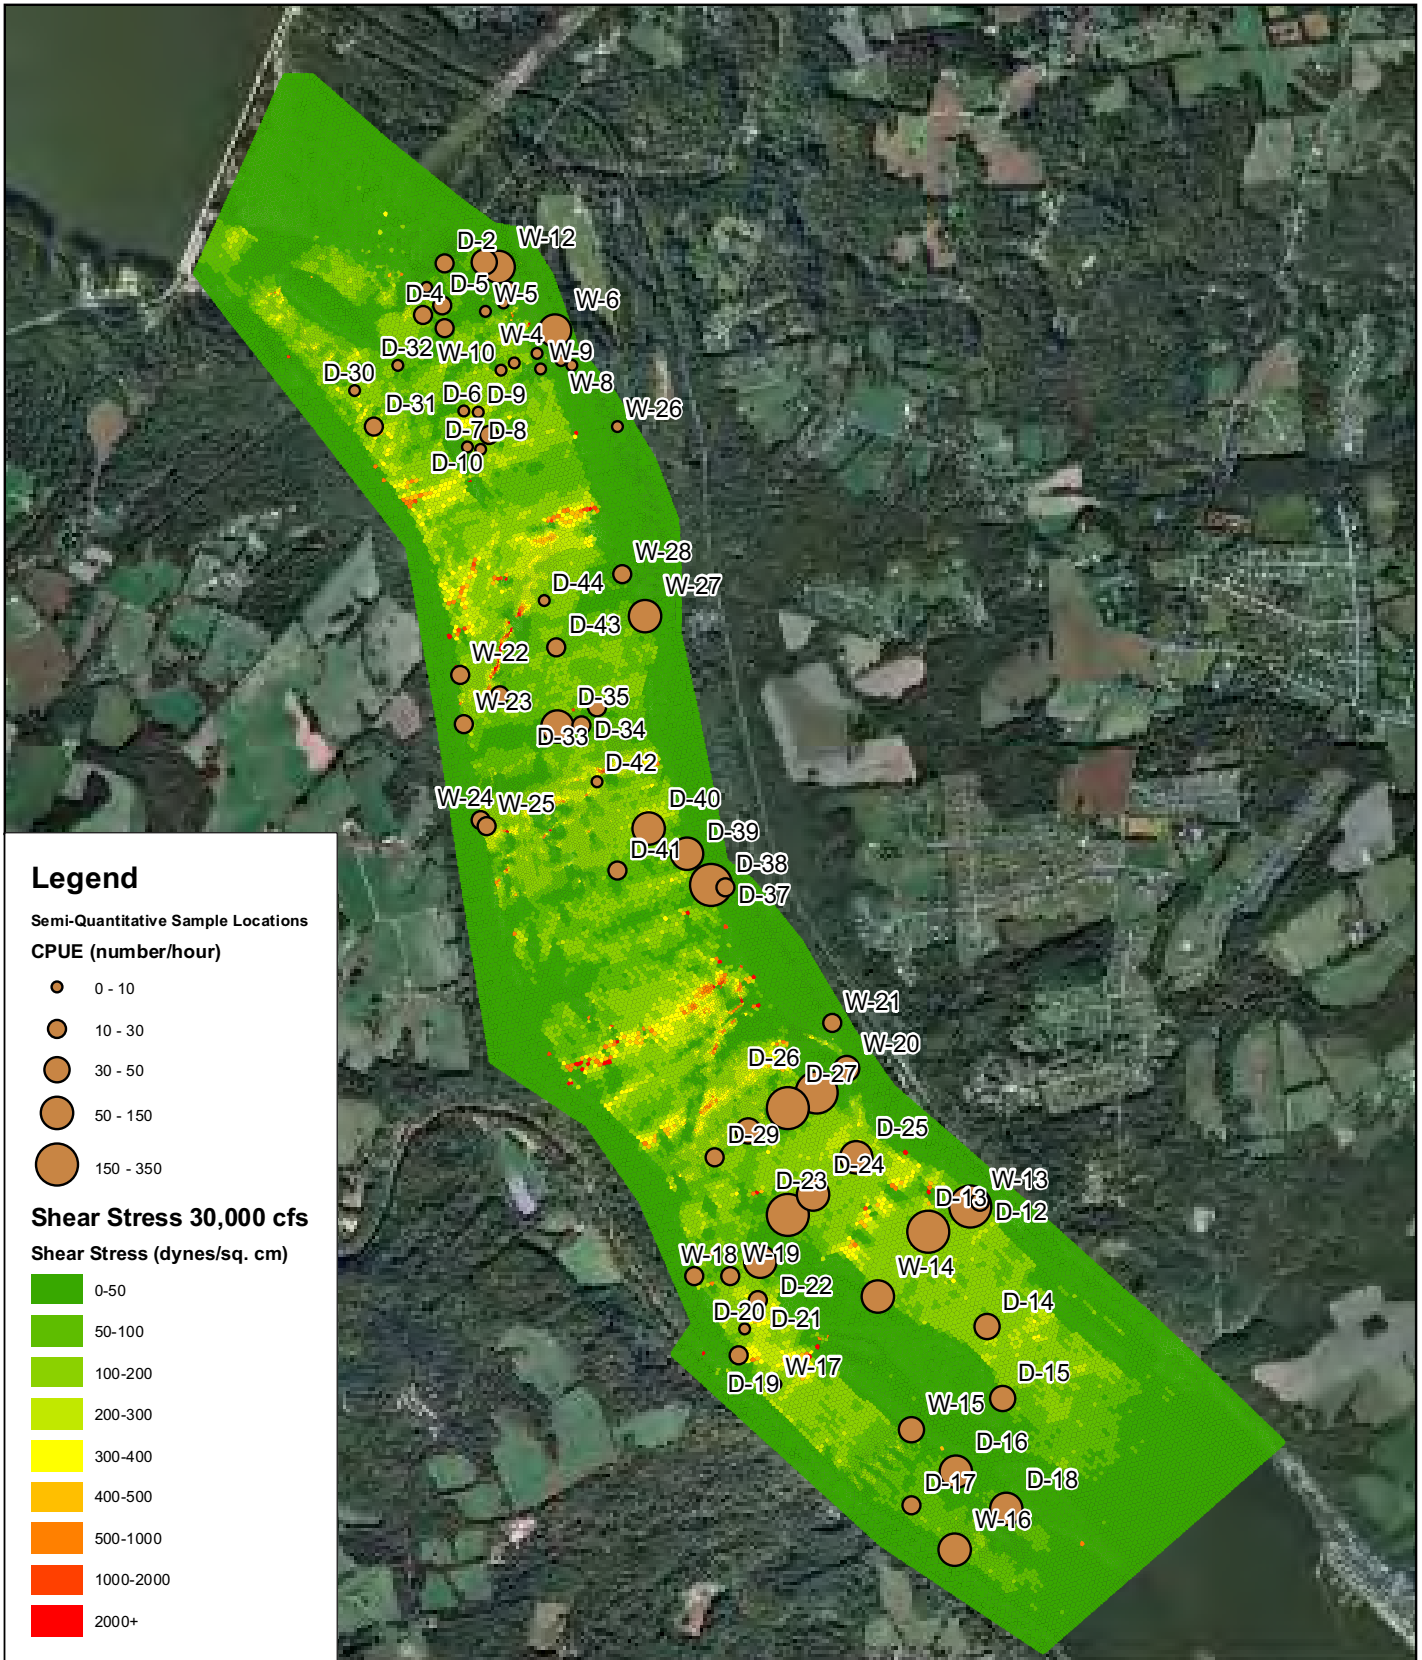 D-2
W-12
D-5
D-4
W-5
W-6
W-4
D-32
W-10
W-9
D-30
W-8
D-6
D-9
D-31
W-26
D-7
D-8
D-10
W-28
D-44
W-27
D-43
W-22
W-23
D-35
D-33
D-34
D-42
W-24
W-25
D-40
D-39
D-41
D-38
D-37
W-21
W-20
D-26
D-27
D-29
D-25
D-24
D-23
W-13
D-13
D-12
W-18
W-19
W-14
D-22
D-20
D-21
D-14
W-17
D-19
D-15
W-15
D-16
D-17
D-18
W-16
Legend
Semi-Quantitative Sample Locations
CPUE (number/hour)
0 - 10
10 - 30
30 - 50
50 - 150
150 - 350
Shear Stress 30,000 cfs
Shear Stress (dynes/sq. cm)
0-50
50-100
100-200
200-300
300-400
400-500
500-1000
1000-2000
2000+